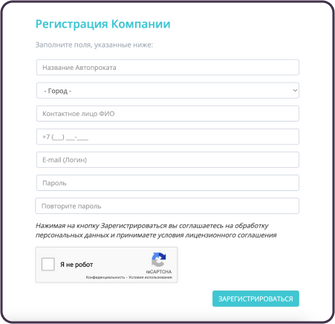 Регистрация Компании
Заполните поля, указанные ниже:
Название Автопроката
- Город -
Контактное лицо ФИО
+7 (___) ___-____
E-mail (Логин)
Пароль
Повторите пароль
Нажимая на кнопку Зарегистрироваться вы соглашаетесь на обработку
персональных данных и принимаете условия лицензионного соглашения
Я не робот
reCAPTCHA
Конфиденциальность - Условия использования
ЗАРЕГИСТРИРОВАТЬСЯ